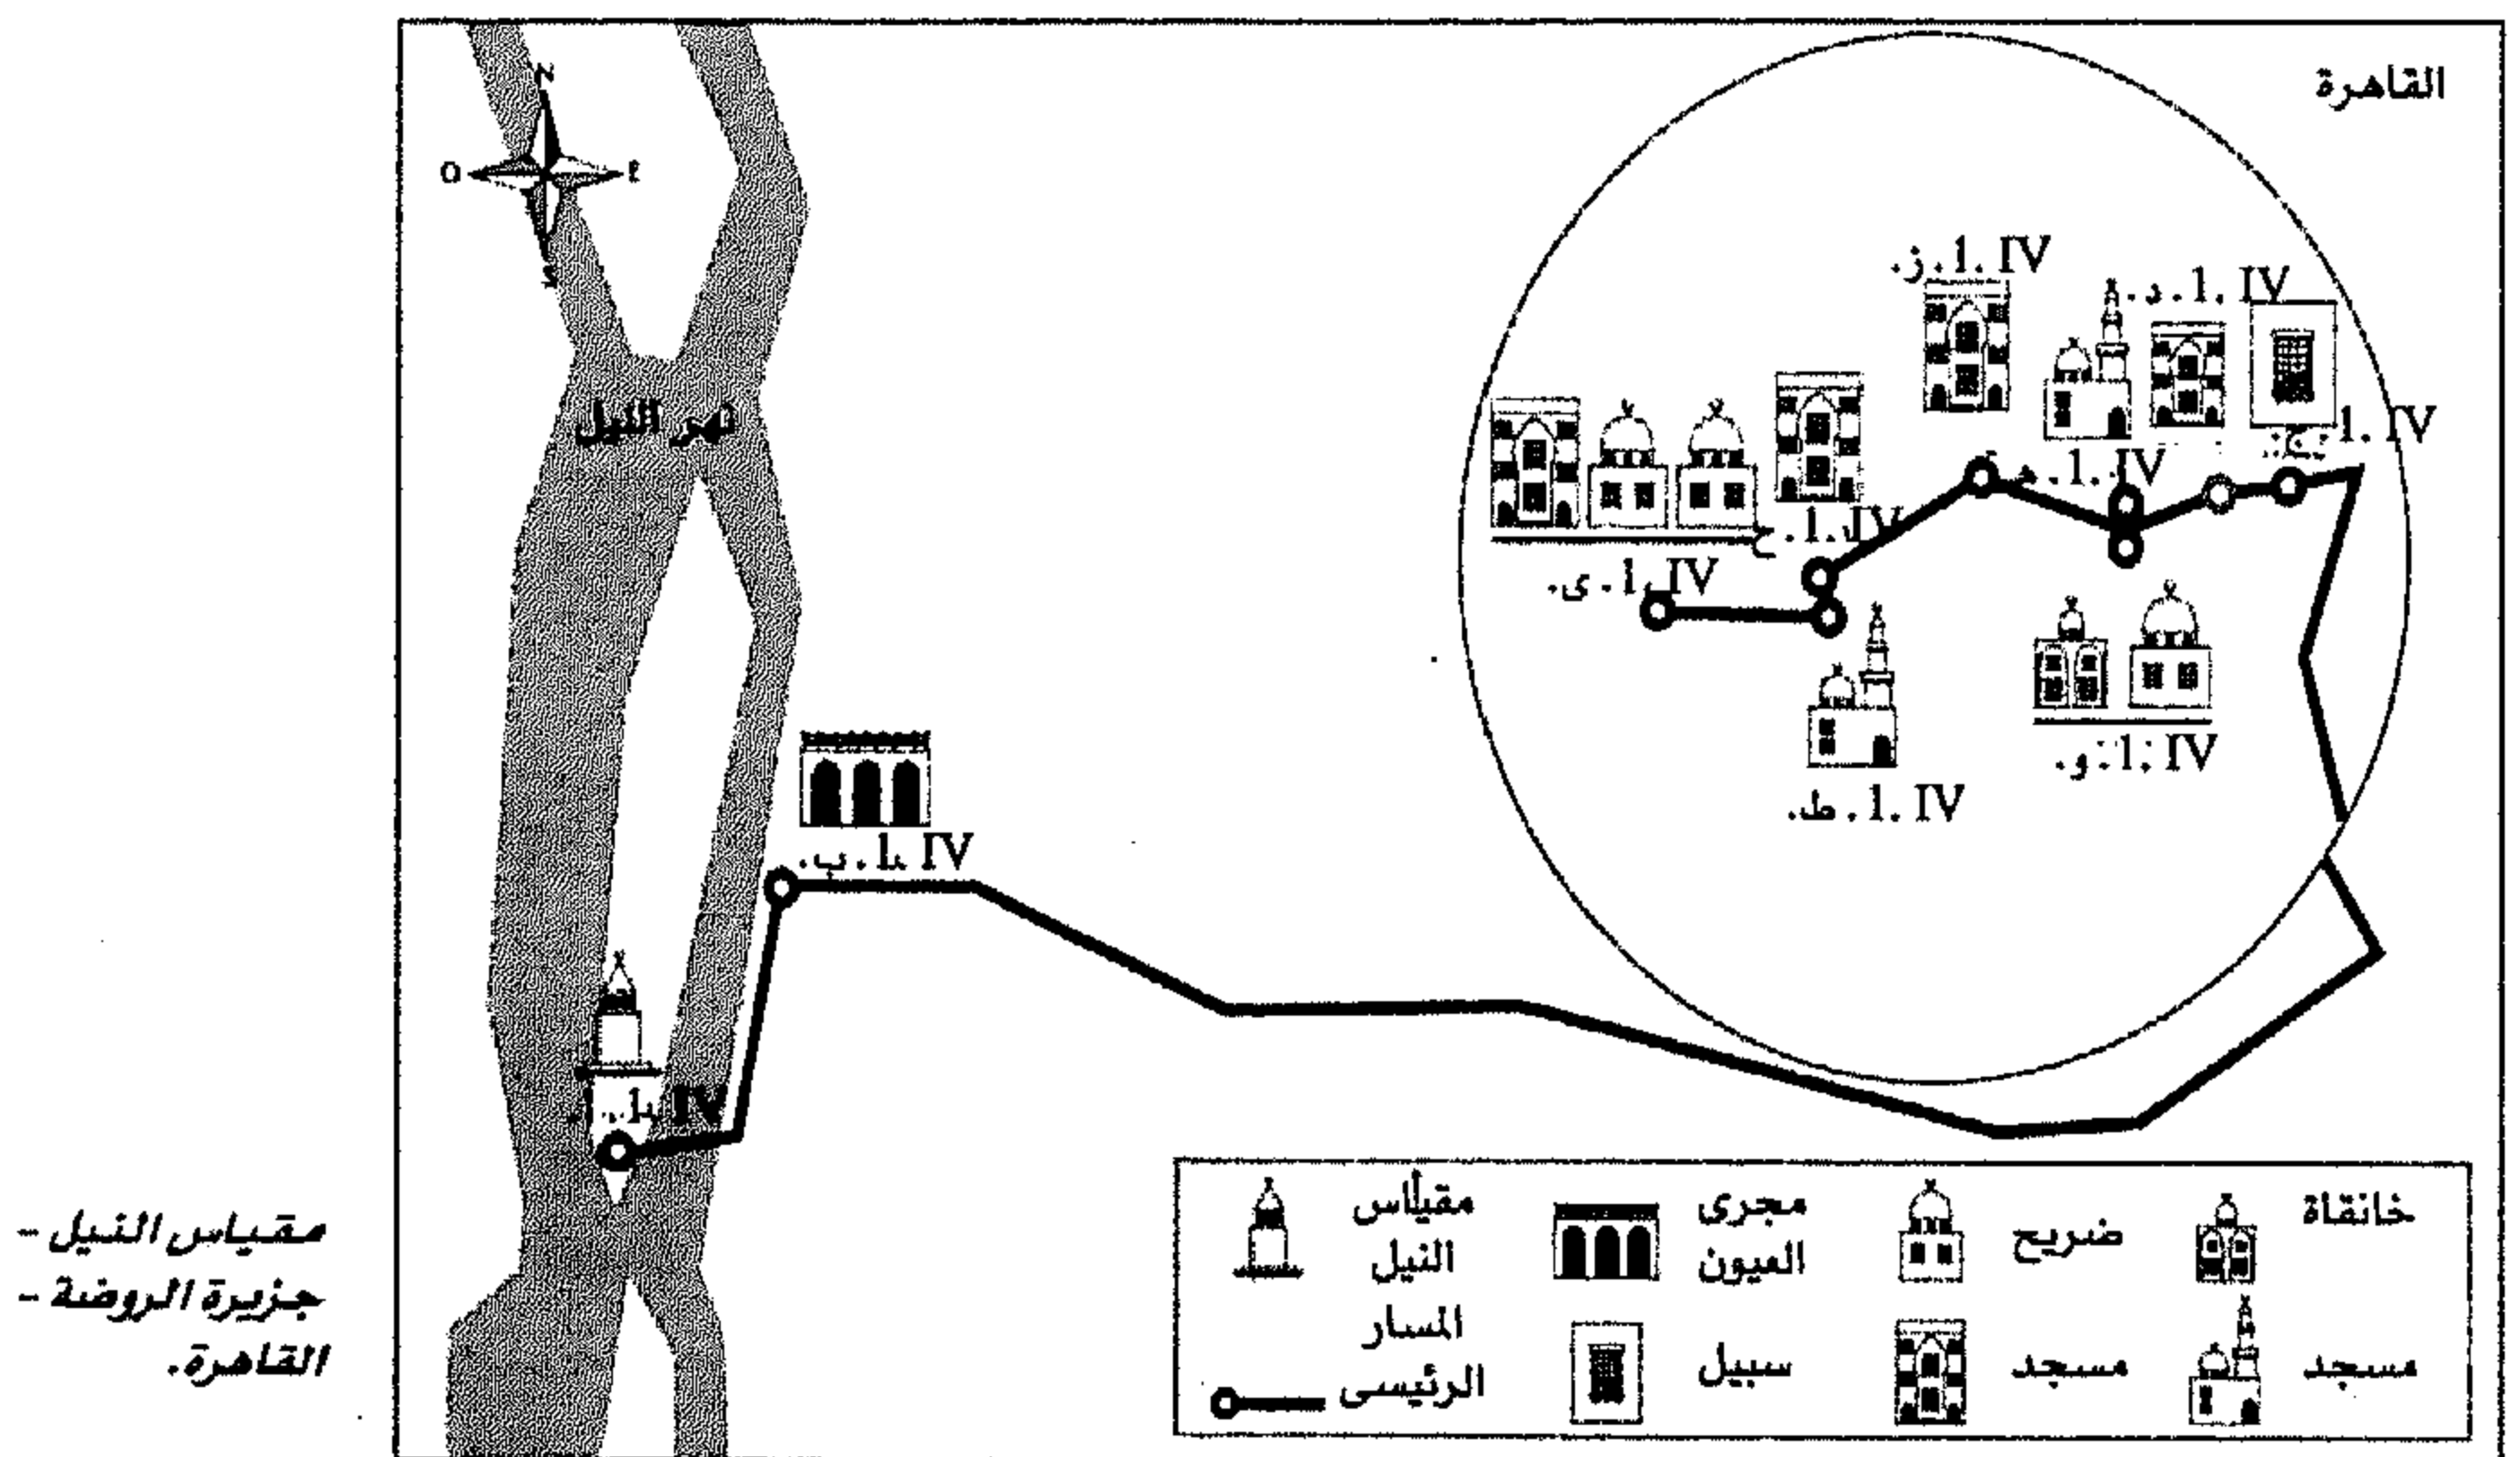 القاهرة
N
O
E
S
نهر النيل
IV .1. ز.
IV .1. د.
IV .1. ج.
IV .1. هـ.
IV .1. ح.
IV .1. ى.
IV .1. و.
IV .1. ط.
IV .1. ب.
IV .1.
خانقاة
ضريح
مجرى
العيون
مقياس
النيل
مسجد
مسجد
سبيل
المسار
الرئيسى
مقياس النيل -
جزيرة الروضة -
القاهرة.